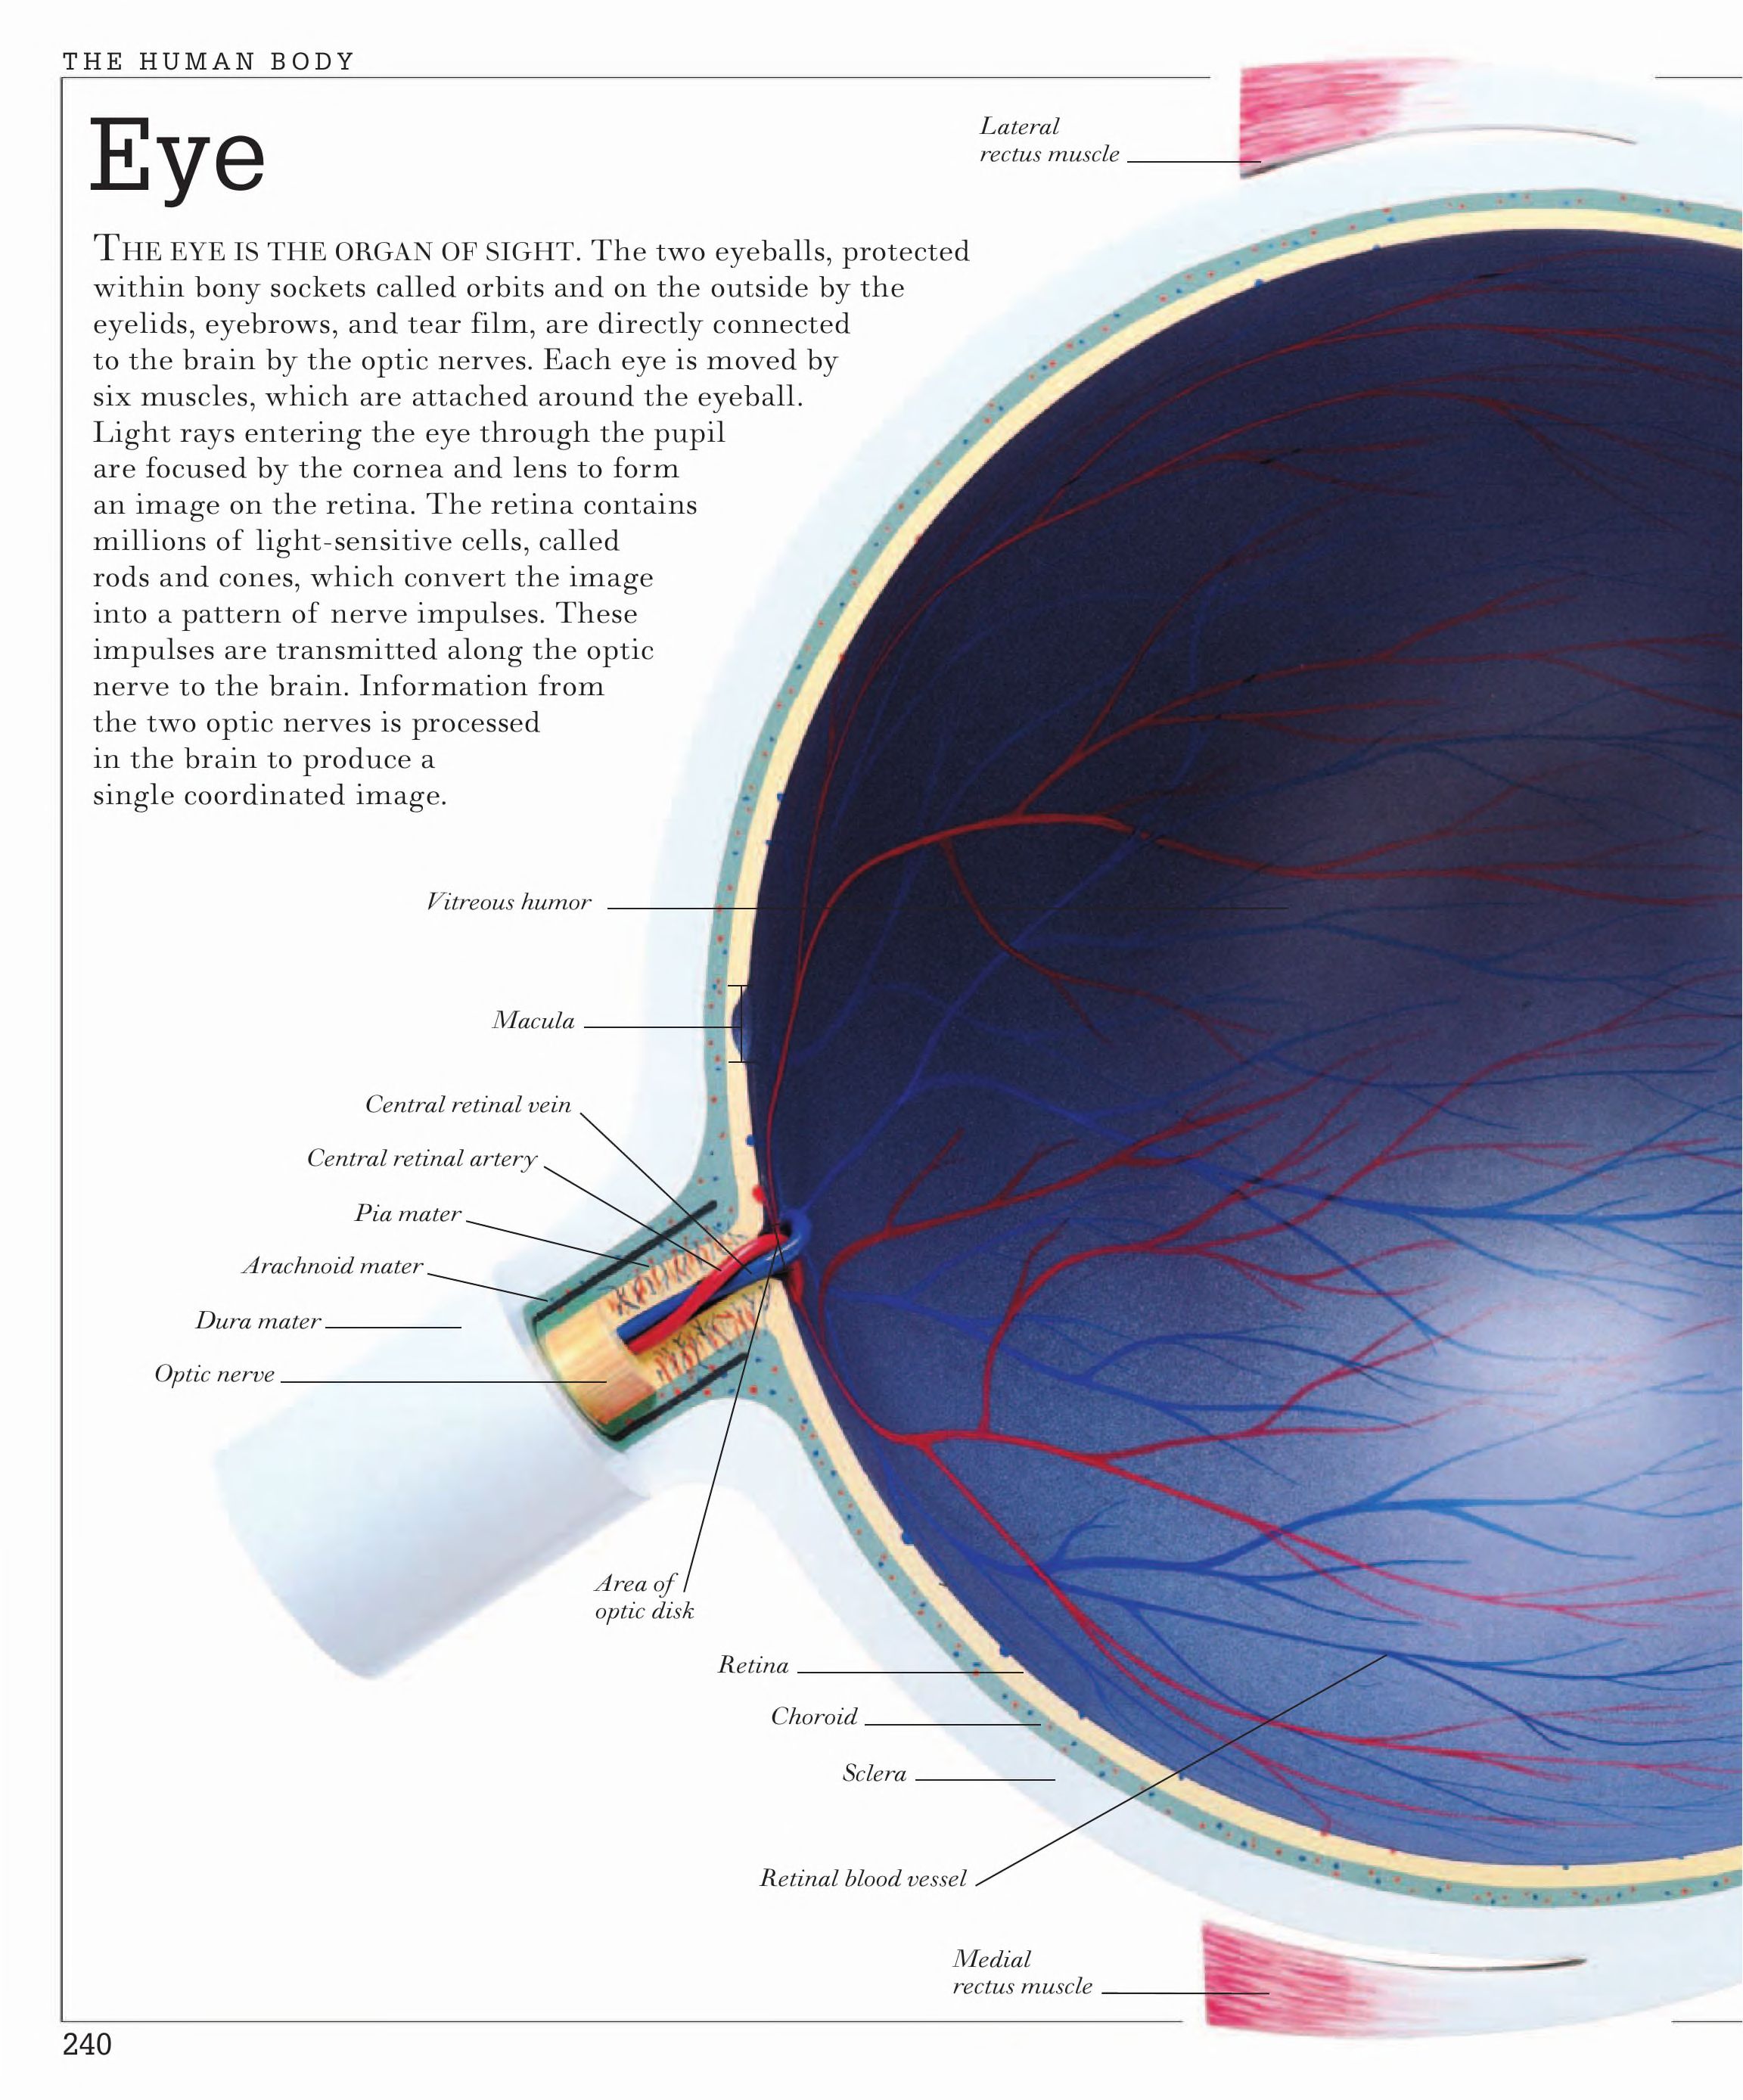 THE HUMAN BODY
Eye
THE EYE IS THE ORGAN OF SIGHT. The two eyeballs, protected
within bony sockets called orbits and on the outside by the
eyelids, eyebrows, and tear film, are directly connected
to the brain by the optic nerves. Each eye is moved by
six muscles, which are attached around the eyeball.
Light rays entering the eye through the pupil
are focused by the cornea and lens to form
an image on the retina. The retina contains
millions of light-sensitive cells, called
rods and cones, which convert the image
into a pattern of nerve impulses. These
impulses are transmitted along the optic
nerve to the brain. Information from
the two optic nerves is processed
in the brain to produce a
single coordinated image.
Lateral
rectus muscle
Vitreous humor
Macula
Central retinal vein
Central retinal artery
Pia mater
Arachnoid mater
Dura mater
Optic nerve
Area of
optic disk
Retina
Choroid
Sclera
Retinal blood vessel
Medial
rectus muscle
240